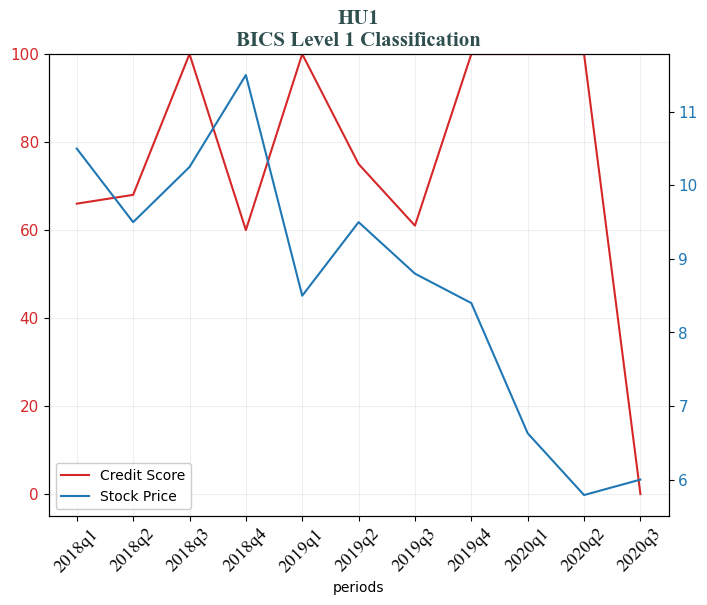 HU1
BICS Level 1 Classification
100
80
60
40
20
0
11
10
9
8
7
6
Credit Score
Stock Price
2018q1
2018q2
2018q3
2018q4
2019q1
2019q2
2019q3
2019q4
2020q1
2020q2
2020q3
periods